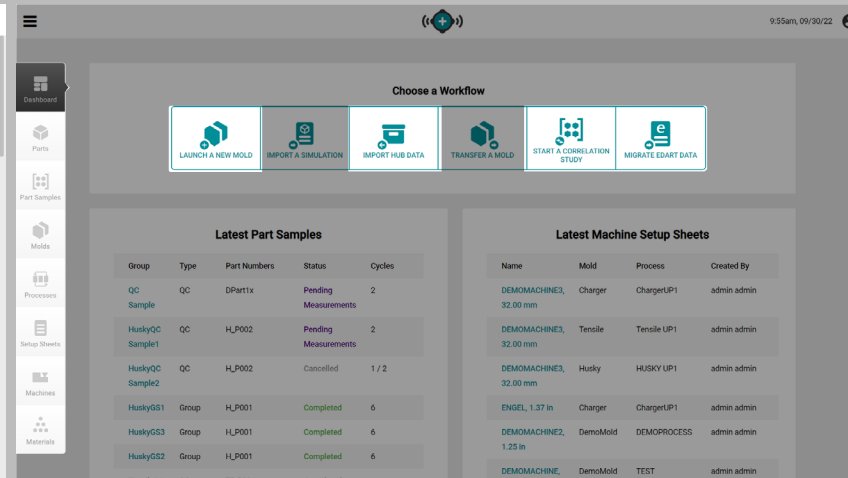 9:55am, 09/30/22
Dashboard
Parts
Part Samples
Molds
Processes
Setup Sheets
Machines
Materials
Choose a Workflow
LAUNCH A NEW MOLD
IMPORT A SIMULATION
IMPORT HUB DATA
TRANSFER A MOLD
START A CORRELATION
STUDY
e
MIGRATE EDART DATA
Latest Part Samples
Group Type Part Numbers Status Cycles
QC QC DPart1x Pending 2
Sample Measurements
HuskyQC QC H_P002 Pending 2
Sample1 Measurements
HuskyQC QC H_P002 Cancelled 1 / 2
Sample2
HuskyGS1 Group H_P001 Completed 6
HuskyGS3 Group H_P001 Completed 6
HuskyGS2 Group H_P001 Completed 6
Latest Machine Setup Sheets
Name Mold Process Created By
DEMOMACHINE3, Charger ChargerUP1 admin admin
32.00 mm
DEMOMACHINE3, Tensile Tensile UP1 admin admin
32.00 mm
DEMOMACHINE3, Husky HUSKY UP1 admin admin
32.00 mm
ENGEL, 1.37 in Charger ChargerUP1 admin admin
DEMOMACHINE2, DemoMold DEMOPROCESS admin admin
1.25 in
DEMOMACHINE, DemoMold TEST admin admin